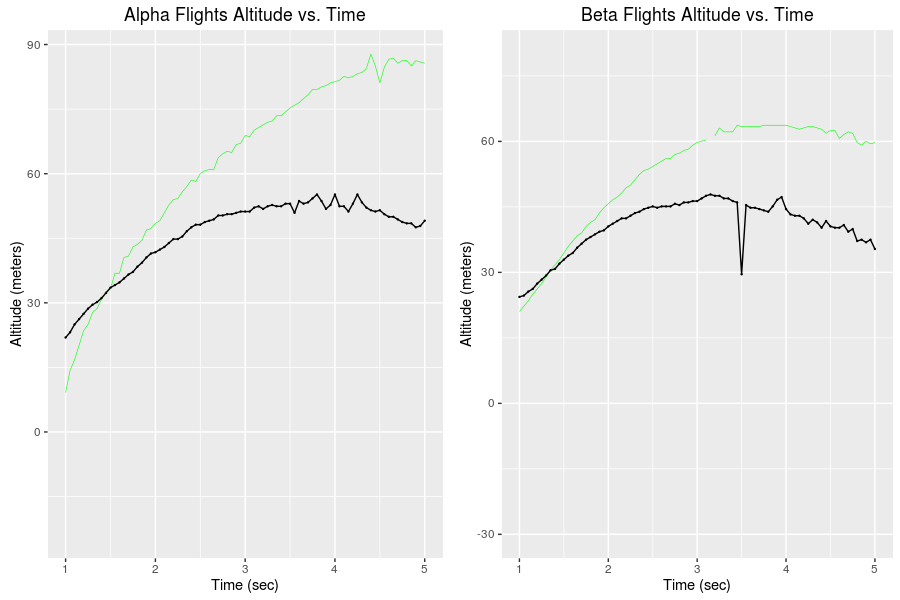 Alpha Flights Altitude vs. Time
90
60
30
0
Altitude (meters)
1 2 3 4 5
Time (sec)
Beta Flights Altitude vs. Time
60
30
0
-30
Altitude (meters)
1 2 3 4 5
Time (sec)